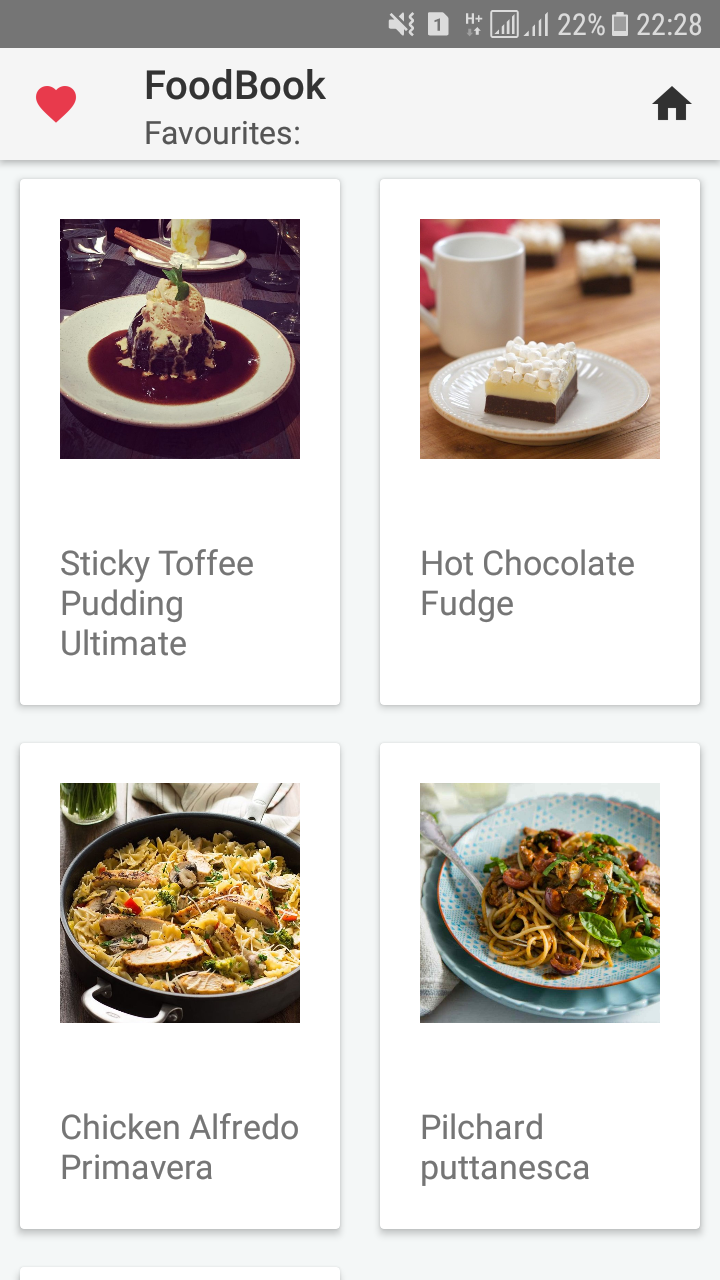 1 H+ 22% 22:28
FoodBook
Favourites:
Sticky Toffee
Pudding
Ultimate
Hot Chocolate
Fudge
Chicken Alfredo
Primavera
Pilchard
puttanesca